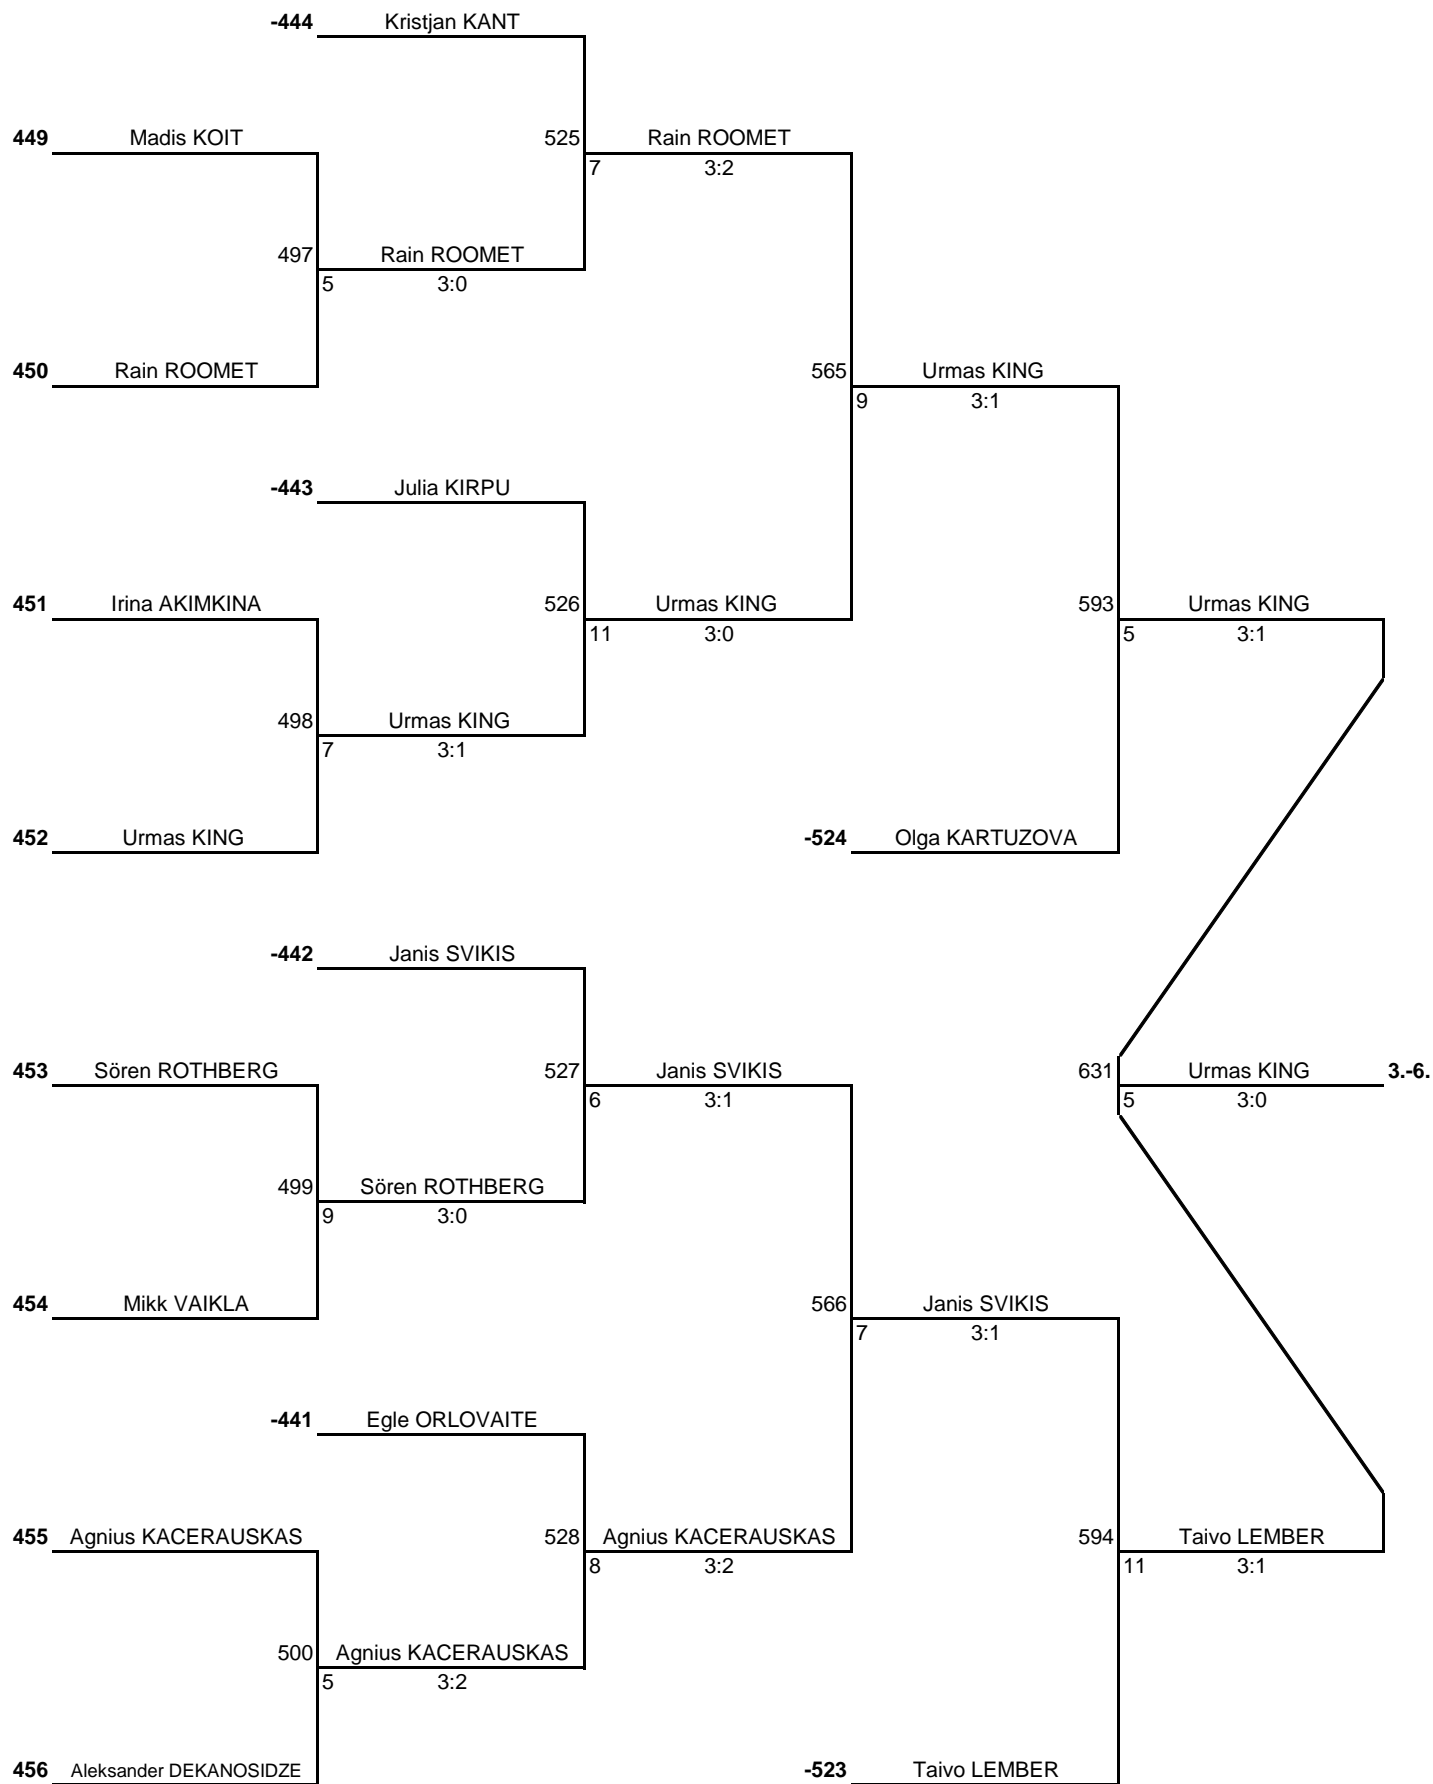 -444 Kristjan KANT
449 Madis KOIT 525 Rain ROOMET
7 3:2
497 Rain ROOMET
5 3:0
450 Rain ROOMET 565 Urmas KING
9 3:1
-443 Julia KIRPU
451 Irina AKIMKINA 526 Urmas KING 593 Urmas KING
11 3:0 5 3:1
498 Urmas KING
7 3:1
452 Urmas KING -524 Olga KARTUZOVA
-442 Janis SVIKIS
453 Sören ROTHBERG 527 Janis SVIKIS 631 Urmas KING 3.-6.
6 3:1 5 3:0
499 Sören ROTHBERG
9 3:0
454 Mikk VAIKLA 566 Janis SVIKIS
7 3:1
-441 Egle ORLOVAITE
455 Agnius KACERAUSKAS 528 Agnius KACERAUSKAS 594 Taivo LEMBER
8 3:2 11 3:1
500 Agnius KACERAUSKAS
5 3:2
456 Aleksander DEKANOSIDZE -523 Taivo LEMBER